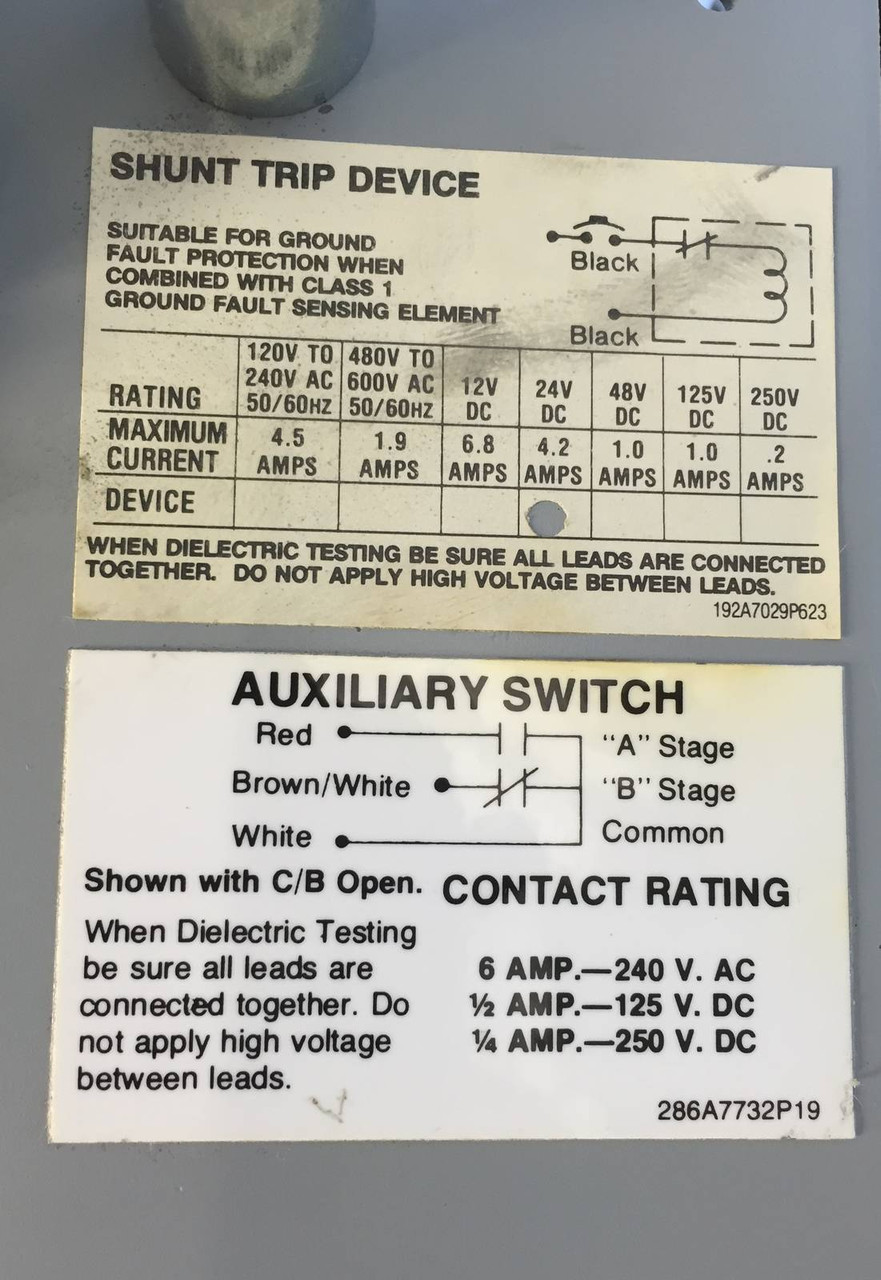 SHUNT TRIP DEVICE
SUITABLE FOR GROUND
FAULT PROTECTION WHEN
COMBINED WITH CLASS 1
GROUND FAULT SENSING ELEMENT
Black
Black
RATING 120V TO 240V AC 50/60HZ 480V TO 600V AC 50/60HZ 12V DC 24V DC 48V DC 125V DC 250V DC
MAXIMUM CURRENT 4.5 AMPS 1.9 AMPS 6.8 AMPS 4.2 AMPS 1.0 AMPS 1.0 AMPS .2 AMPS
DEVICE
WHEN DIELECTRIC TESTING BE SURE ALL LEADS ARE CONNECTED
TOGETHER. DO NOT APPLY HIGH VOLTAGE BETWEEN LEADS.
192A7029P623
AUXILIARY SWITCH
Red "A" Stage
Brown/White "B" Stage
White Common
Shown with C/B Open.
When Dielectric Testing
be sure all leads are
connected together. Do
not apply high voltage
between leads.
CONTACT RATING
6 AMP.—240 V. AC
½ AMP.—125 V. DC
¼ AMP.—250 V. DC
286A7732P19